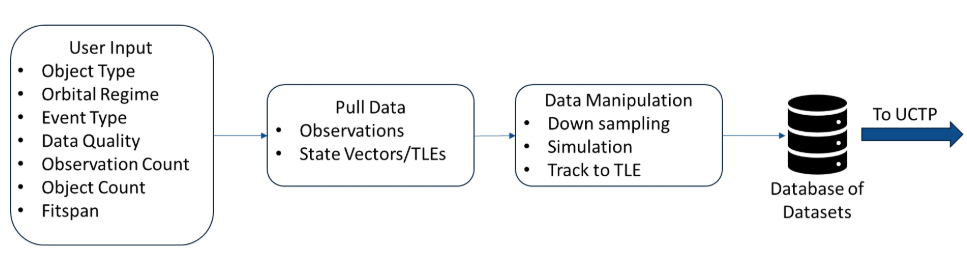 User Input
• Object Type
• Orbital Regime
• Event Type
• Data Quality
• Observation Count
• Object Count
• Fitspan
Pull Data
• Observations
• State Vectors/TLEs
Data Manipulation
• Down sampling
• Simulation
• Track to TLE
Database of
Datasets
To UCTP